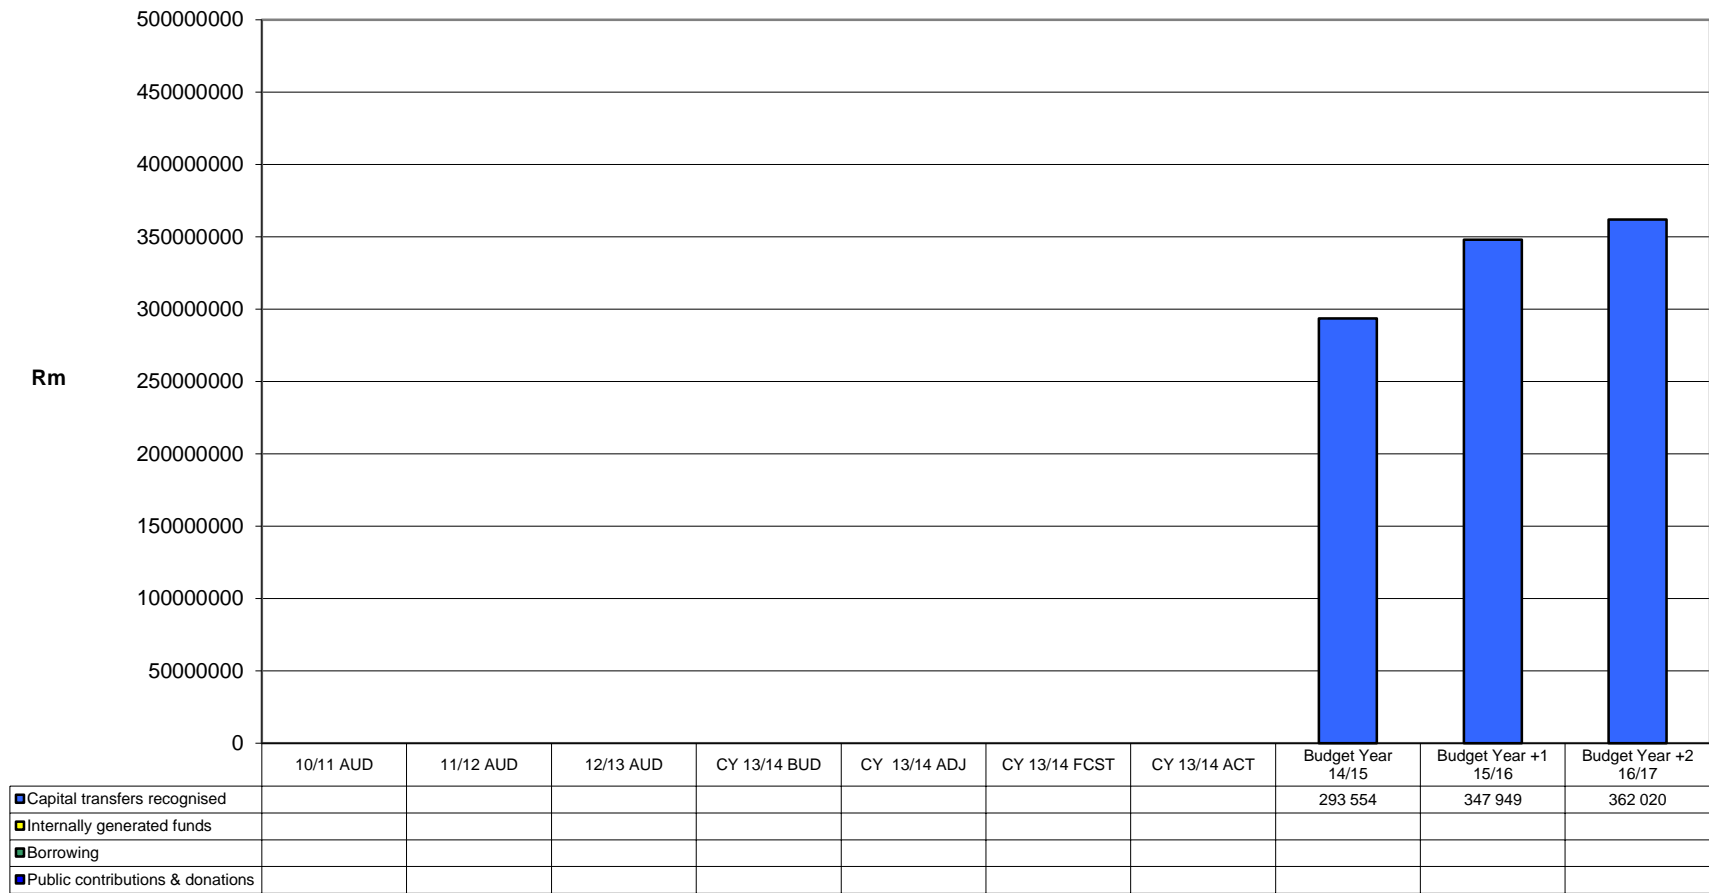 500000000
450000000
400000000
350000000
300000000
250000000
200000000
150000000
100000000
50000000
0
Rm
10/11 AUD 11/12 AUD 12/13 AUD CY 13/14 BUD CY  13/14 ADJ CY 13/14 FCST CY 13/14 ACT Budget Year 14/15 Budget Year +1 15/16 Budget Year +2 16/17
Capital transfers recognised 293 554 347 949 362 020
Internally generated funds
Borrowing
Public contributions & donations